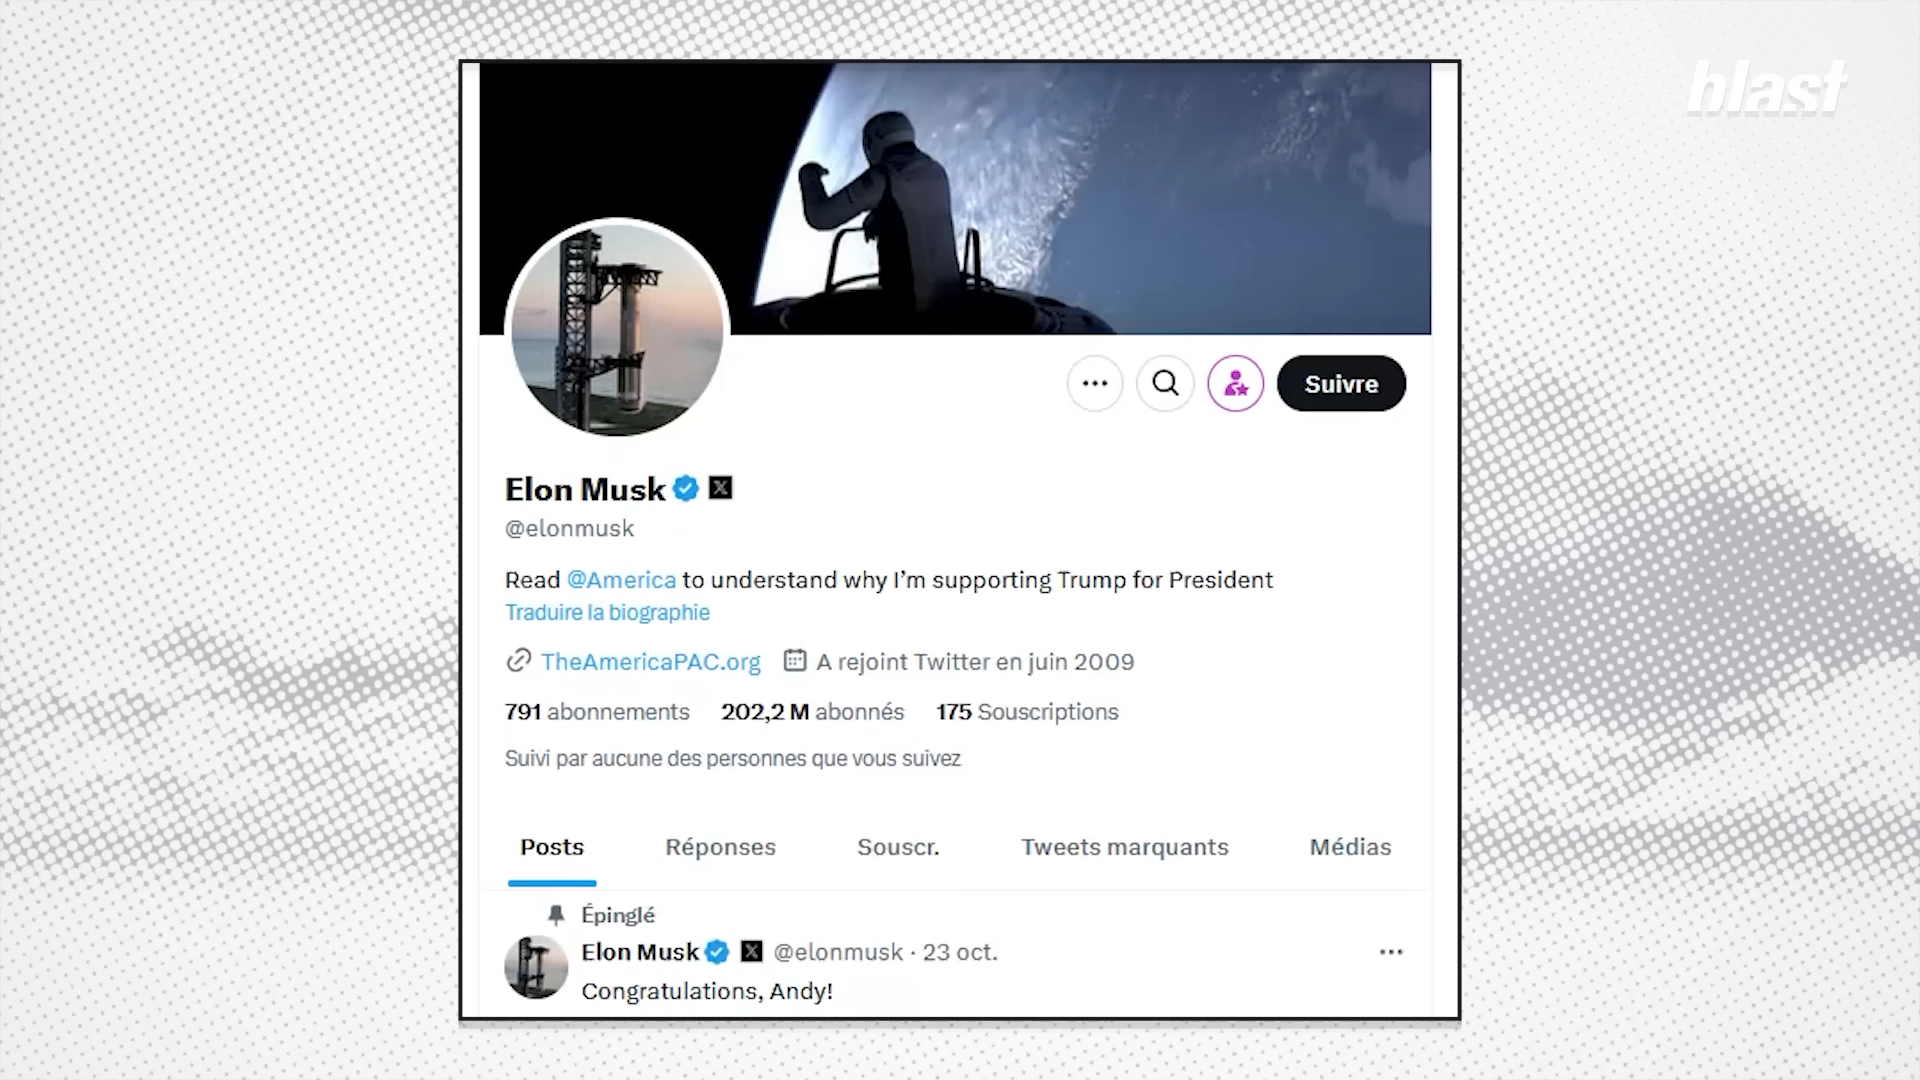 blast
Suivre
Elon Musk
@elonmusk
Read @America to understand why I’m supporting Trump for President
Traduire la biographie
TheAmericaPAC.org A rejoint Twitter en juin 2009
791 abonnements 202,2 M abonnés 175 Souscriptions
Suivi par aucune des personnes que vous suivez
Posts Réponses Souscr. Tweets marquants Médias
Épinglé
Elon Musk @elonmusk · 23 oct.
Congratulations, Andy!